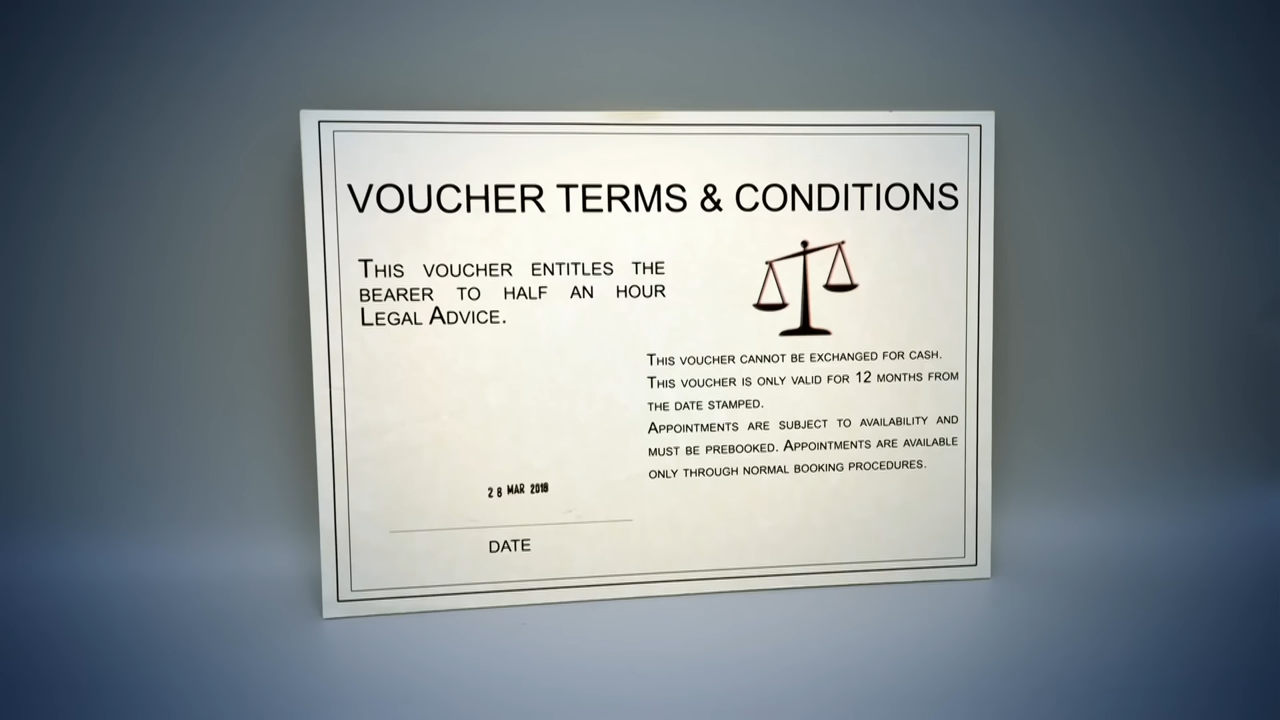 VOUCHER TERMS & CONDITIONS
THIS VOUCHER ENTITLES THE
BEARER TO HALF AN HOUR
LEGAL ADVICE.
THIS VOUCHER CANNOT BE EXCHANGED FOR CASH.
THIS VOUCHER IS ONLY VALID FOR 12 MONTHS FROM
THE DATE STAMPED.
APPOINTMENTS ARE SUBJECT TO AVAILABILITY AND
MUST BE PREBOOKED. APPOINTMENTS ARE AVAILABLE
ONLY THROUGH NORMAL BOOKING PROCEDURES.
28 MAR
DATE